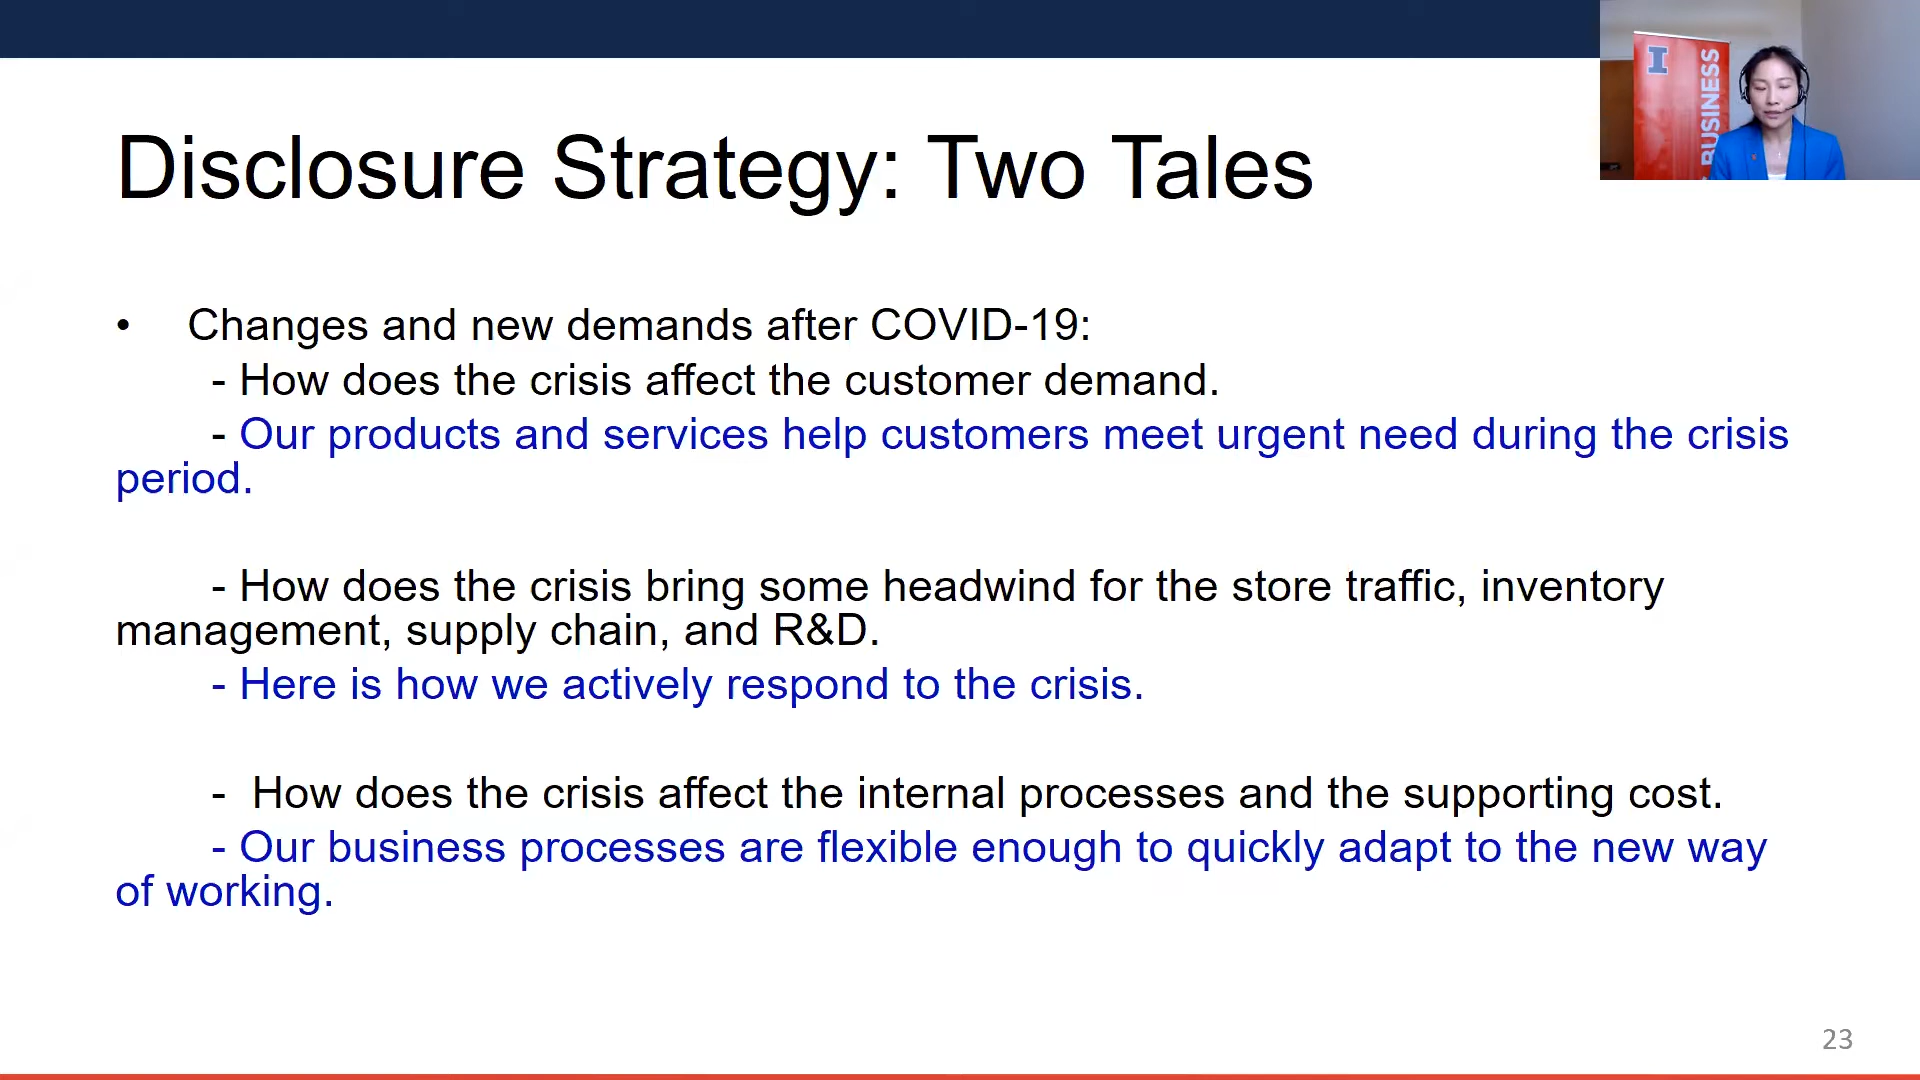 I
BUSINESS
Disclosure Strategy: Two Tales
• Changes and new demands after COVID-19:
- How does the crisis affect the customer demand.
- Our products and services help customers meet urgent need during the crisis
period.
- How does the crisis bring some headwind for the store traffic, inventory
management, supply chain, and R&D.
- Here is how we actively respond to the crisis.
- How does the crisis affect the internal processes and the supporting cost.
- Our business processes are flexible enough to quickly adapt to the new way
of working.
23